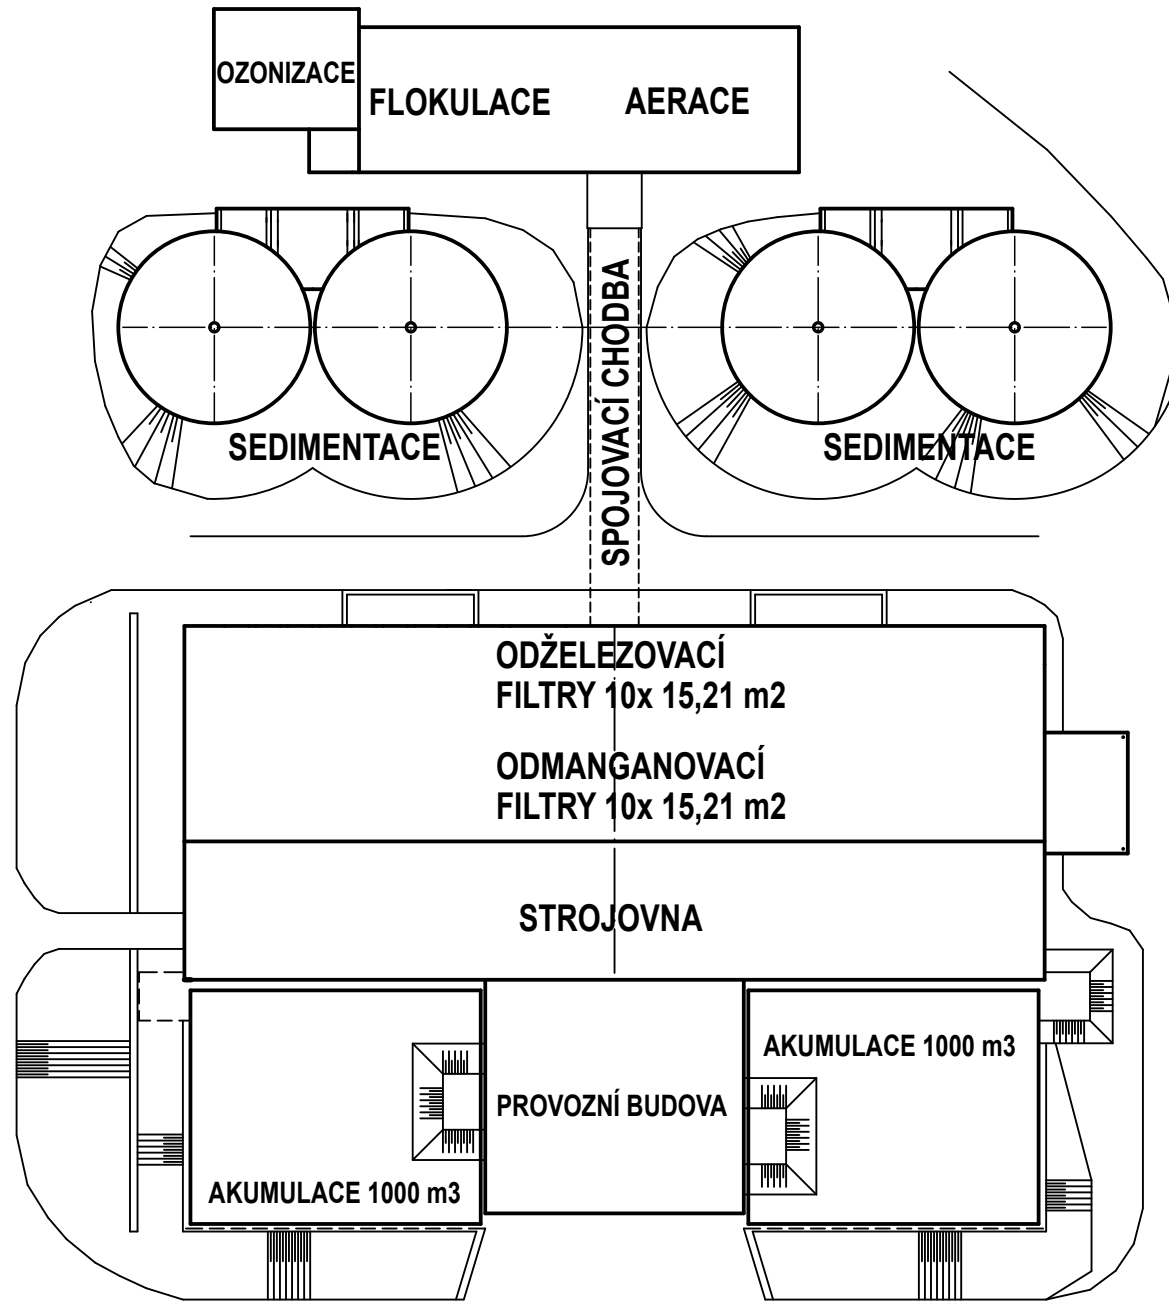 OZONIZACE
FLOKULACE
AERACE
SPOJOVACÍ CHODBA
SEDIMENTACE
SEDIMENTACE
ODŽELEZOVACÍ
FILTRY 10x 15,21 m2
ODMANGANOVACÍ
FILTRY 10x 15,21 m2
STROJOVNA
AKUMULACE 1000 m3
PROVOZNÍ BUDOVA
AKUMULACE 1000 m3